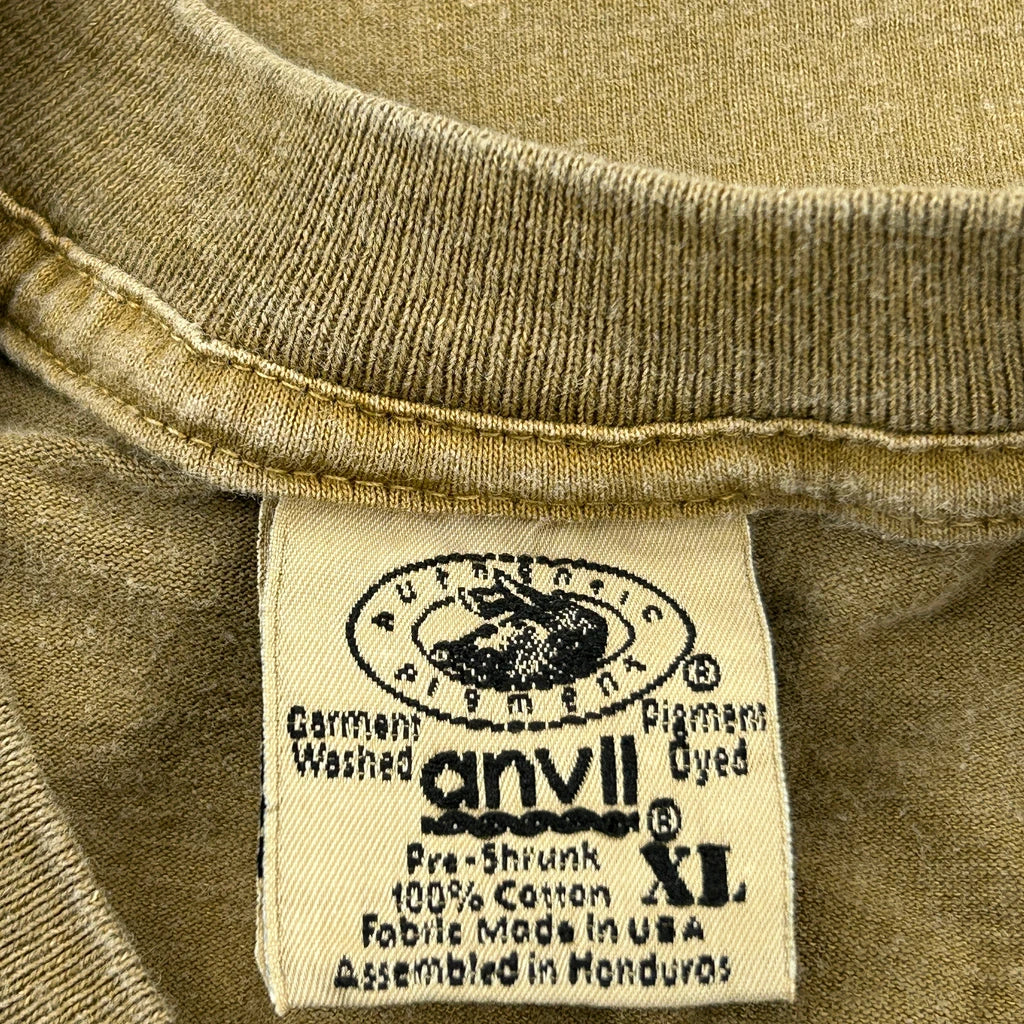 Authentic
Pigment ®
Garment Washed
Pigment Dyed
anvil ®
Pre-Shrunk
100% Cotton
XL
Fabric Made in USA
Assembled in Honduras